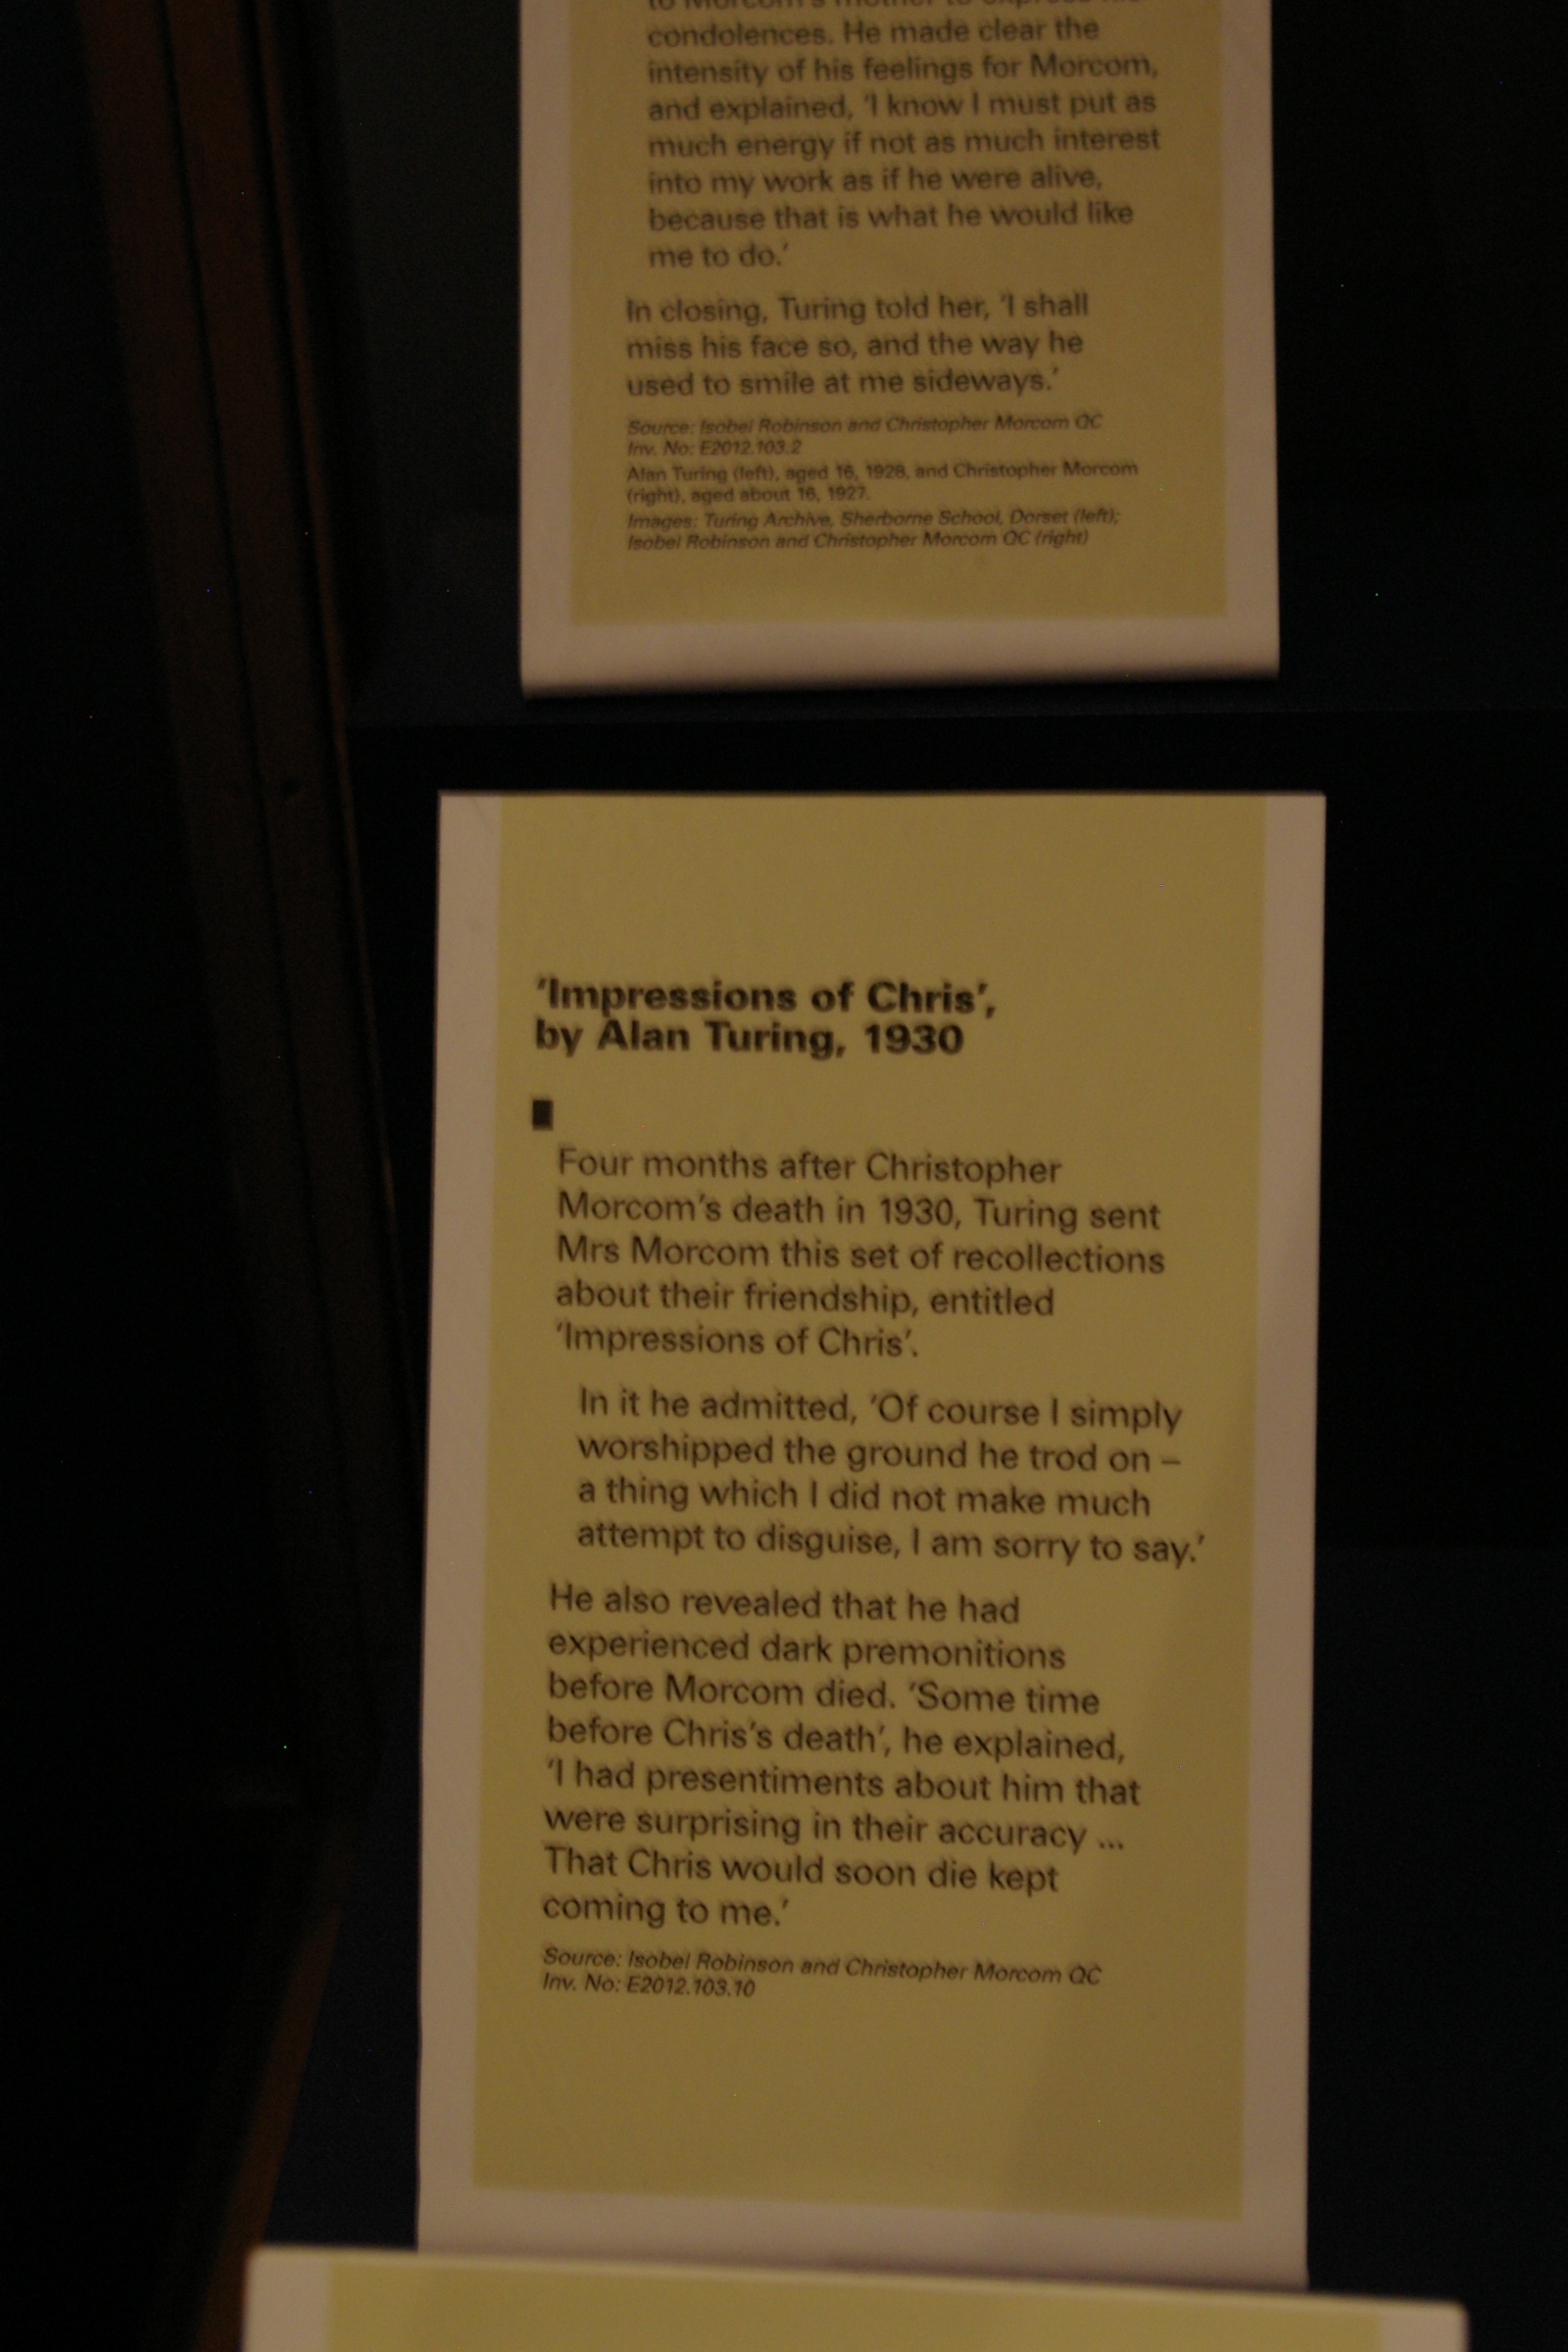 to Morcom's mother to express his
condolences. He made clear the
intensity of his feelings for Morcom,
and explained, 'I know I must put as
much energy if not as much interest
into my work as if he were alive,
because that is what he would like
me to do.'
In closing, Turing told her, 'I shall
miss his face so, and the way he
used to smile at me sideways.'
Source: Isobel Robinson and Christopher Morcom QC
Inv. No: E2012.103.2
Alan Turing (left), aged 16, 1928, and Christopher Morcom
(right), aged about 16, 1927.
Images: Turing Archive, Sherborne School, Dorset (left);
Isobel Robinson and Christopher Morcom QC (right)
'Impressions of Chris',
by Alan Turing, 1930
Four months after Christopher
Morcom's death in 1930, Turing sent
Mrs Morcom this set of recollections
about their friendship, entitled
'Impressions of Chris'.
In it he admitted, 'Of course I simply
worshipped the ground he trod on –
a thing which I did not make much
attempt to disguise, I am sorry to say.'
He also revealed that he had
experienced dark premonitions
before Morcom died. 'Some time
before Chris's death', he explained,
'I had presentiments about him that
were surprising in their accuracy ...
That Chris would soon die kept
coming to me.'
Source: Isobel Robinson and Christopher Morcom QC
Inv. No: E2012.103.10